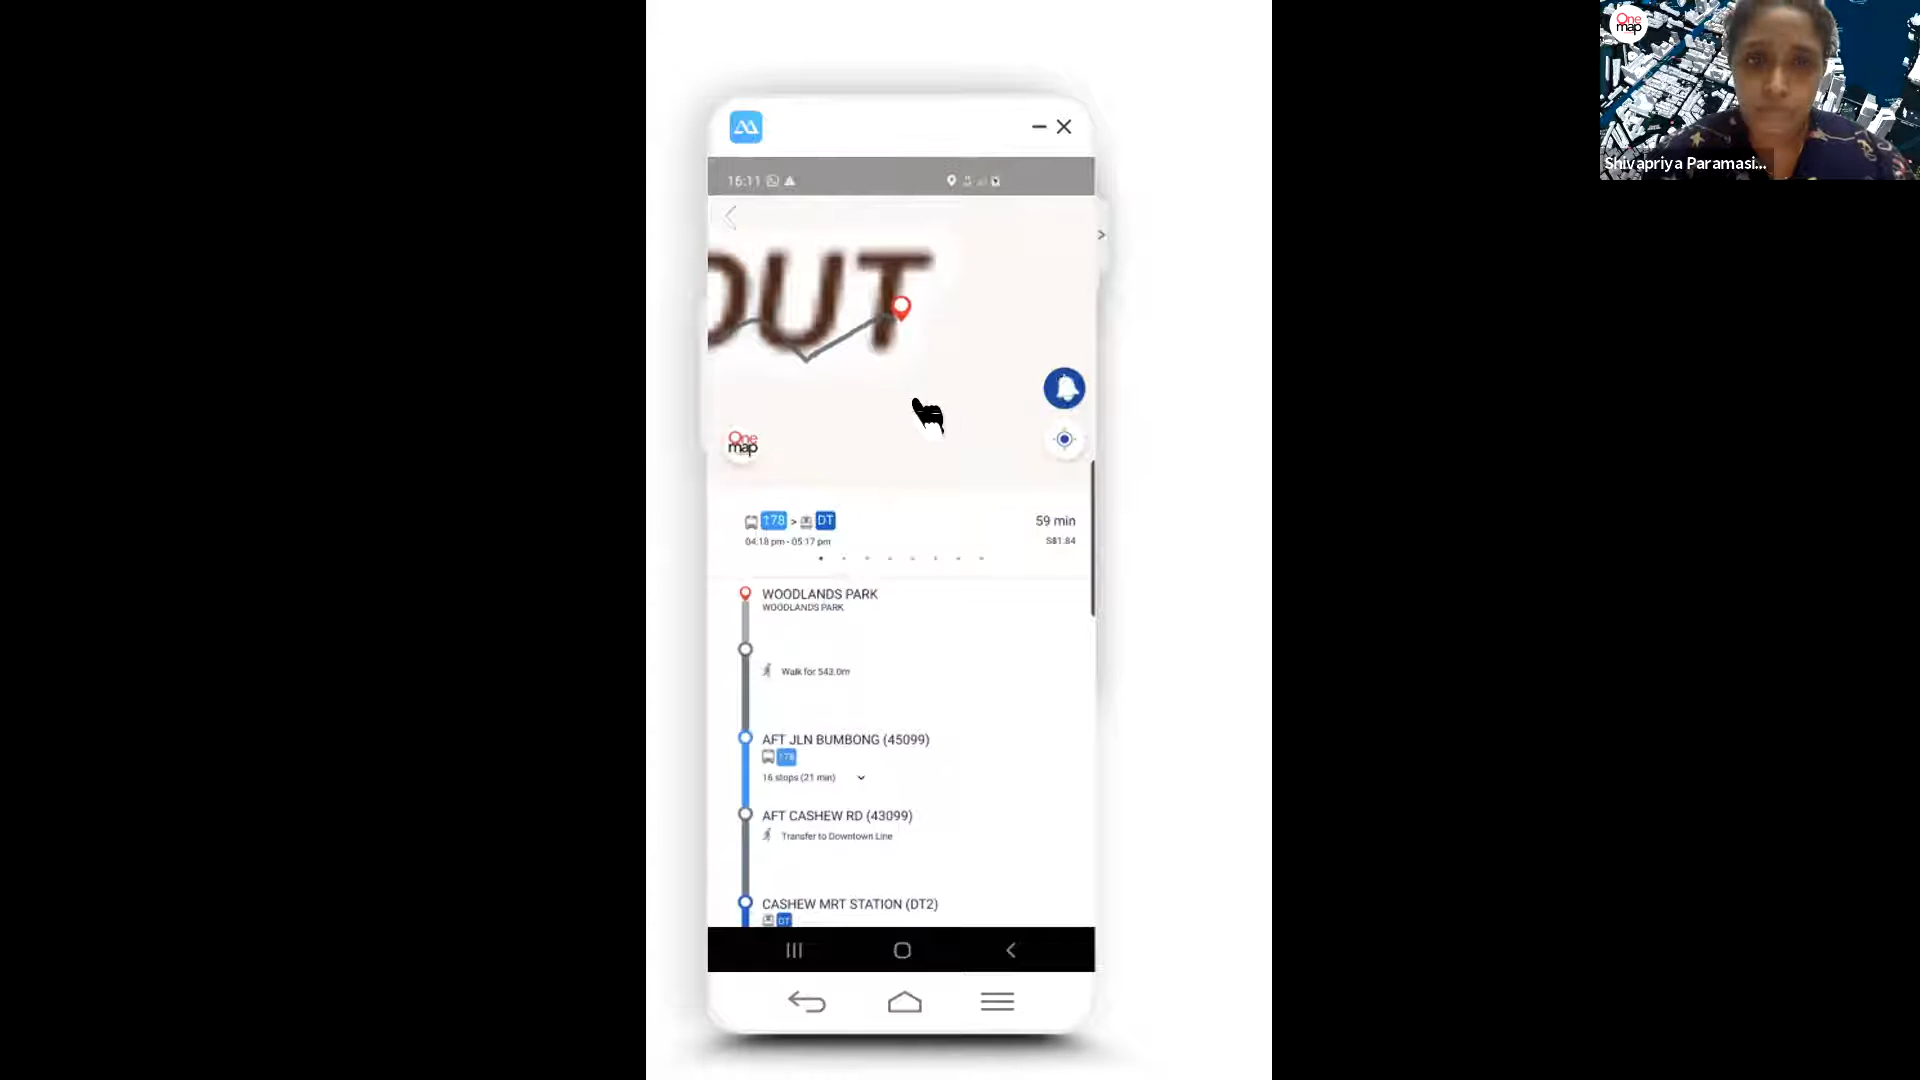 One
map
Shivapriya Paramasi...
16:11
OUT
One
map
178 > DT
59 min
04:18 pm - 05:17 pm
S$1.84
WOODLANDS PARK
WOODLANDS PARK
Walk for 543.0m
AFT JLN BUMBONG (45099)
178
16 stops (21 min)
AFT CASHEW RD (43099)
Transfer to Downtown Line
CASHEW MRT STATION (DT2)
DT